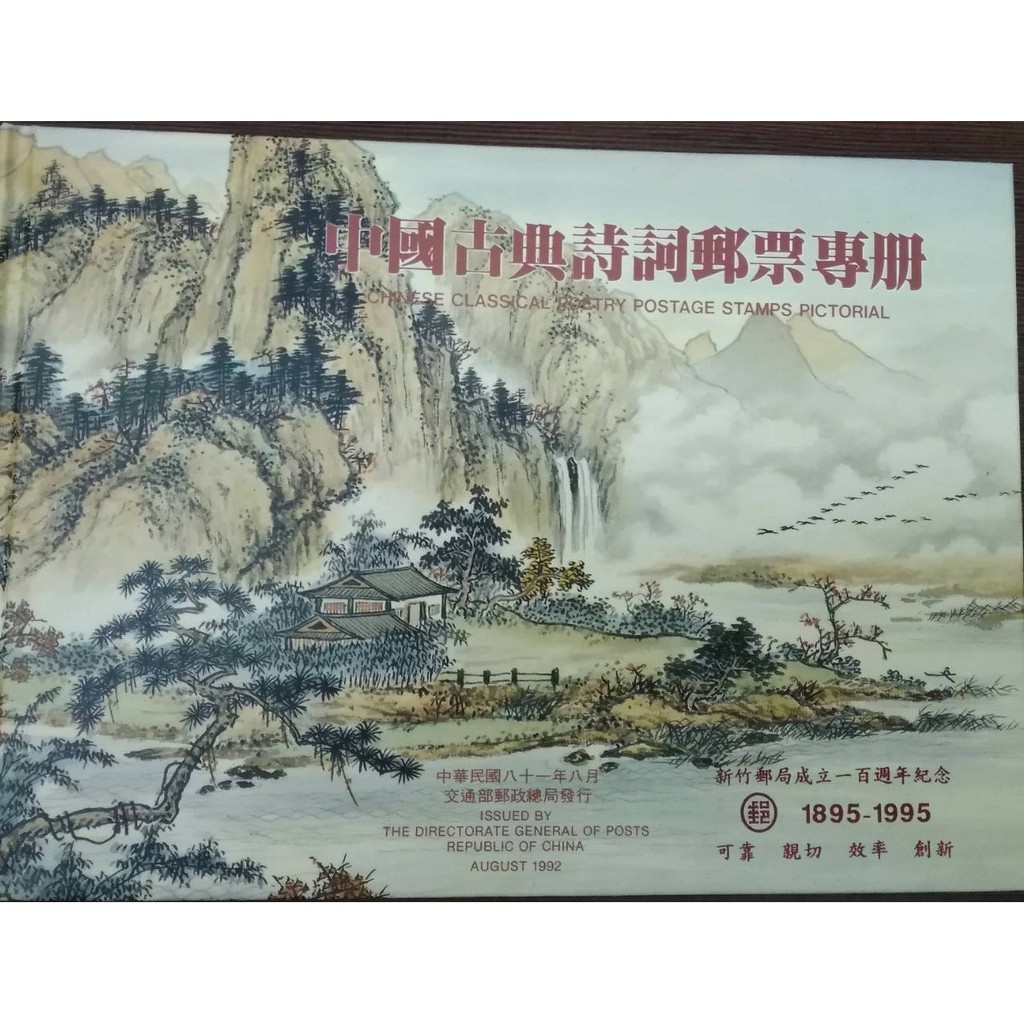 中國古典詩詞郵票專册
CHINESE CLASSICAL POETRY POSTAGE STAMPS PICTORIAL
中華民國八十一年八月
交通部郵政總局發行
ISSUED BY
THE DIRECTORATE GENERAL OF POSTS
REPUBLIC OF CHINA
AUGUST 1992
新竹郵局成立一百週年紀念
郵 1895-1995
可靠 親切 效率 創新